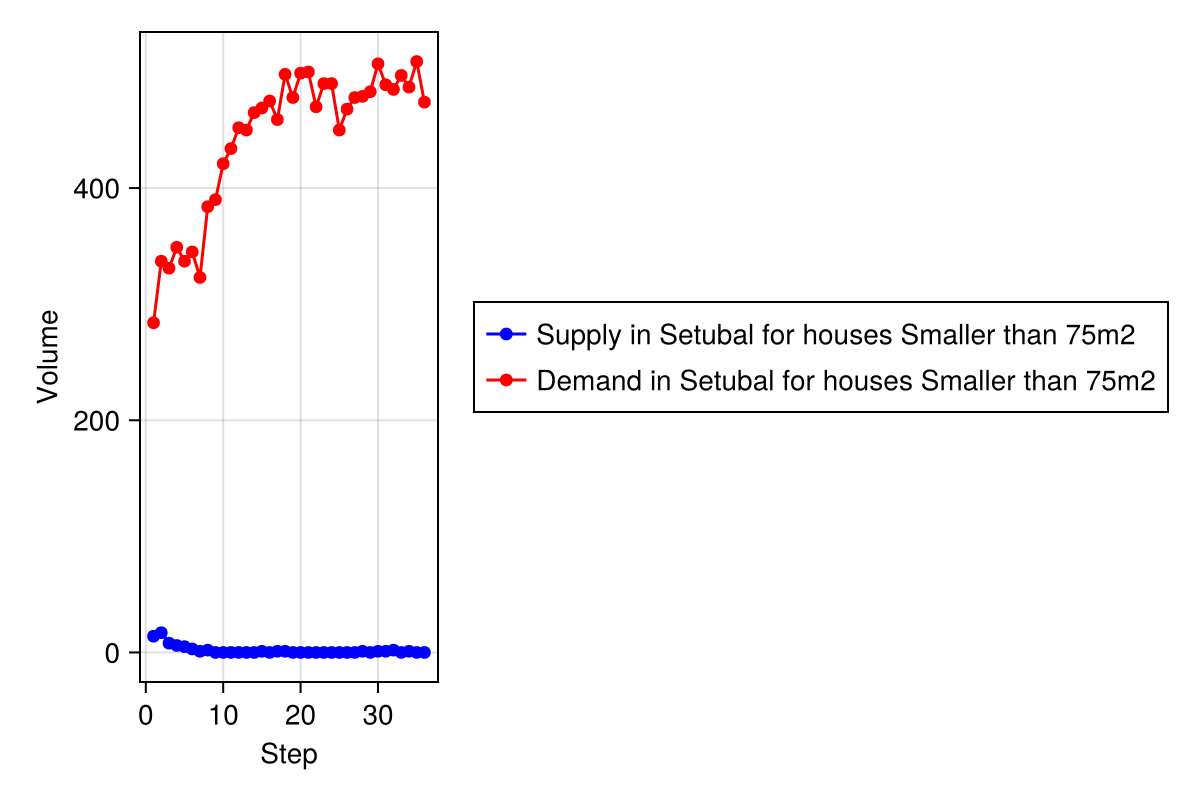 Volume
400
200
0
0 10 20 30
Step
Supply in Setubal for houses Smaller than 75m2
Demand in Setubal for houses Smaller than 75m2